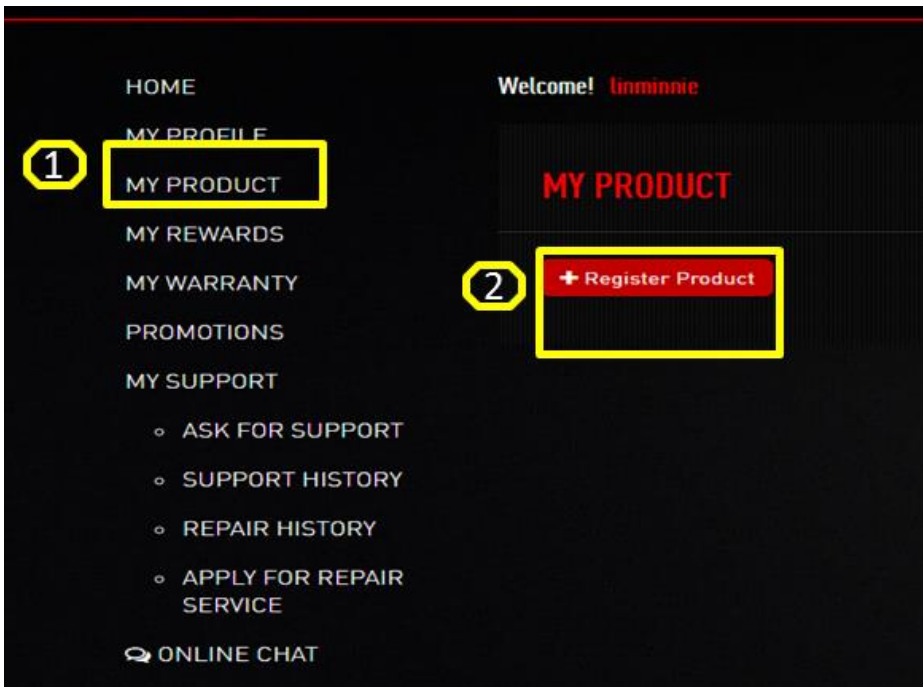 HOME
MY PROFILE
1
MY PRODUCT
MY REWARDS
MY WARRANTY
PROMOTIONS
MY SUPPORT
ASK FOR SUPPORT
SUPPORT HISTORY
REPAIR HISTORY
APPLY FOR REPAIR
SERVICE
ONLINE CHAT
Welcome! linminnie
MY PRODUCT
2
+ Register Product